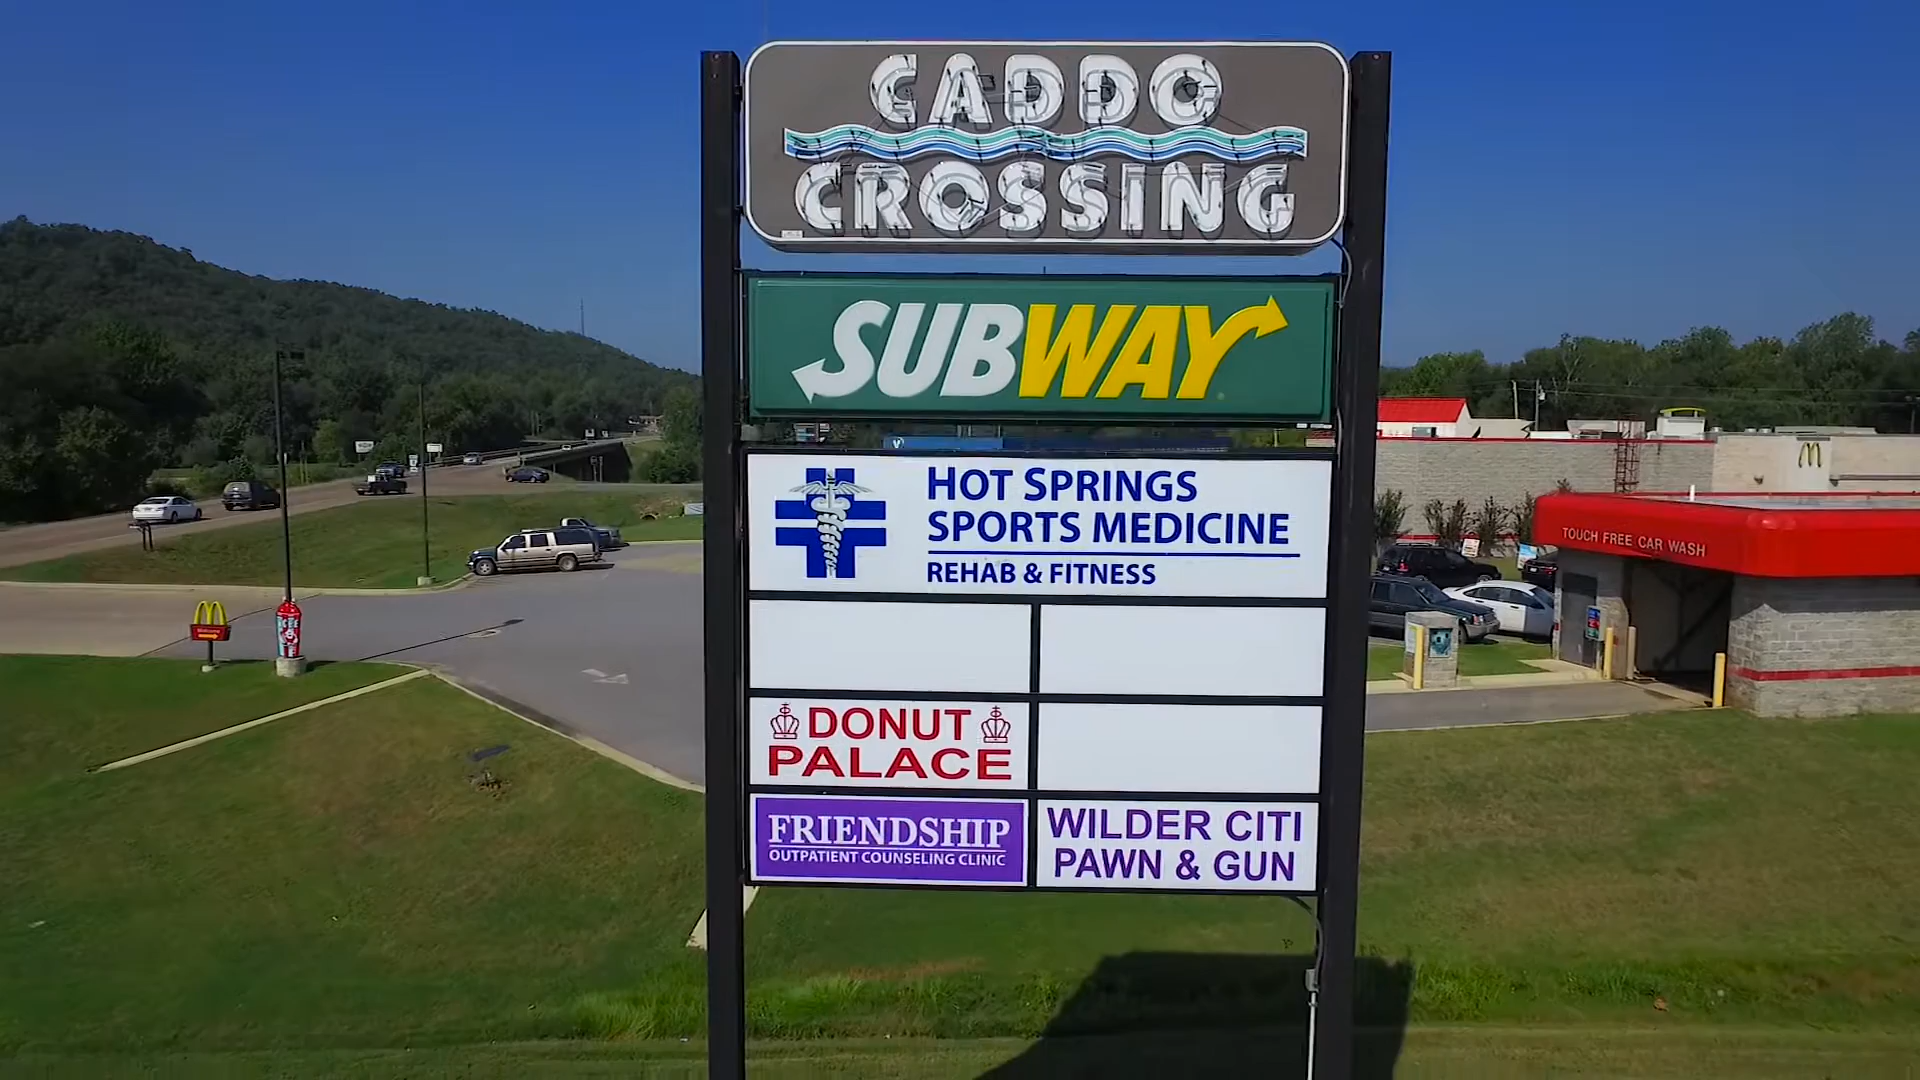 CADDO
CROSSING
SUBWAY
HOT SPRINGS
SPORTS MEDICINE
REHAB & FITNESS
DONUT
PALACE
FRIENDSHIP
OUTPATIENT COUNSELING CLINIC
WILDER CITI
PAWN & GUN
TOUCH FREE CAR WASH